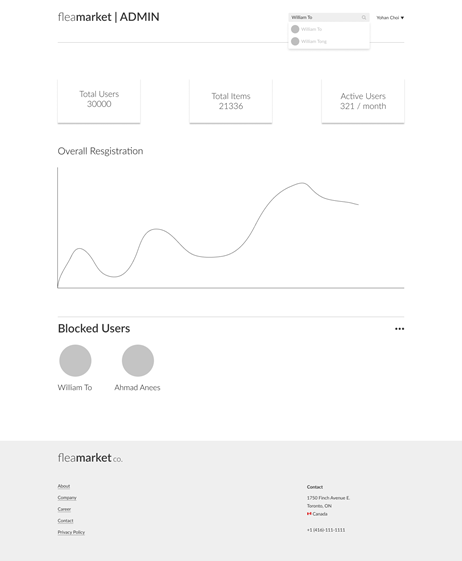 fleamarket | ADMIN
William To
Yohan Choi ▼
William To
William Yang
Total Users
30000
Total Items
21336
Active Users
321 / month
Overall Resgistration
Blocked Users
William To
Ahmad Anees
fleamarket co.
About
Company
Career
Contact
Privacy Policy
Contact
1750 Finch Avenue E.
Toronto, ON
Canada
+1 (416)-111-1111